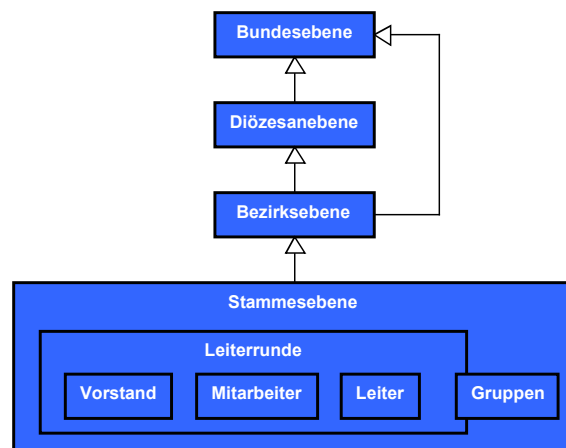 Bundesebene
Diözesanebene
Bezirksebene
Stammesebene
Leiterrunde
Vorstand
Mitarbeiter
Leiter
Gruppen